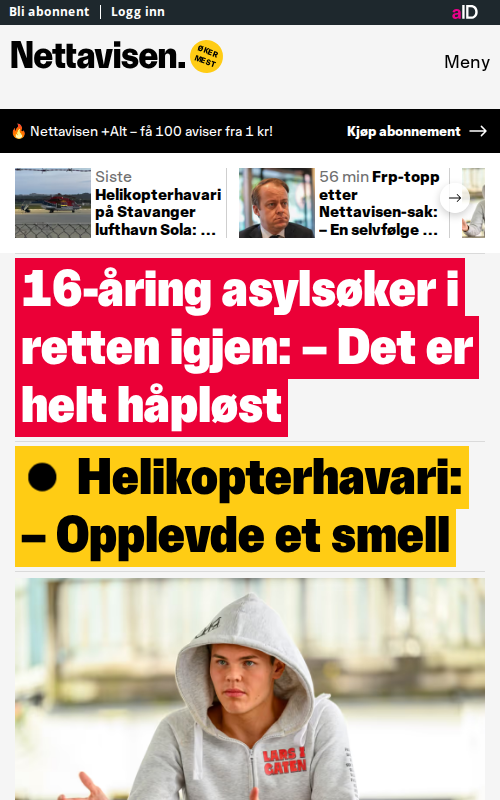 Bli abonnent
Logg inn
aID
Nettavisen.
ØKER
MEST
Meny
🔥 Nettavisen +Alt – få 100 aviser fra 1 kr!
Kjøp abonnement
Siste
Helikopterhavari
på Stavanger
lufthavn Sola: ...
56 min Frp-topp
etter
Nettavisen-sak:
– En selvfølge ...
16-åring asylsøker i
retten igjen: – Det er
helt håpløst
Helikopterhavari:
– Opplevde et smell
LARS I
GATEN